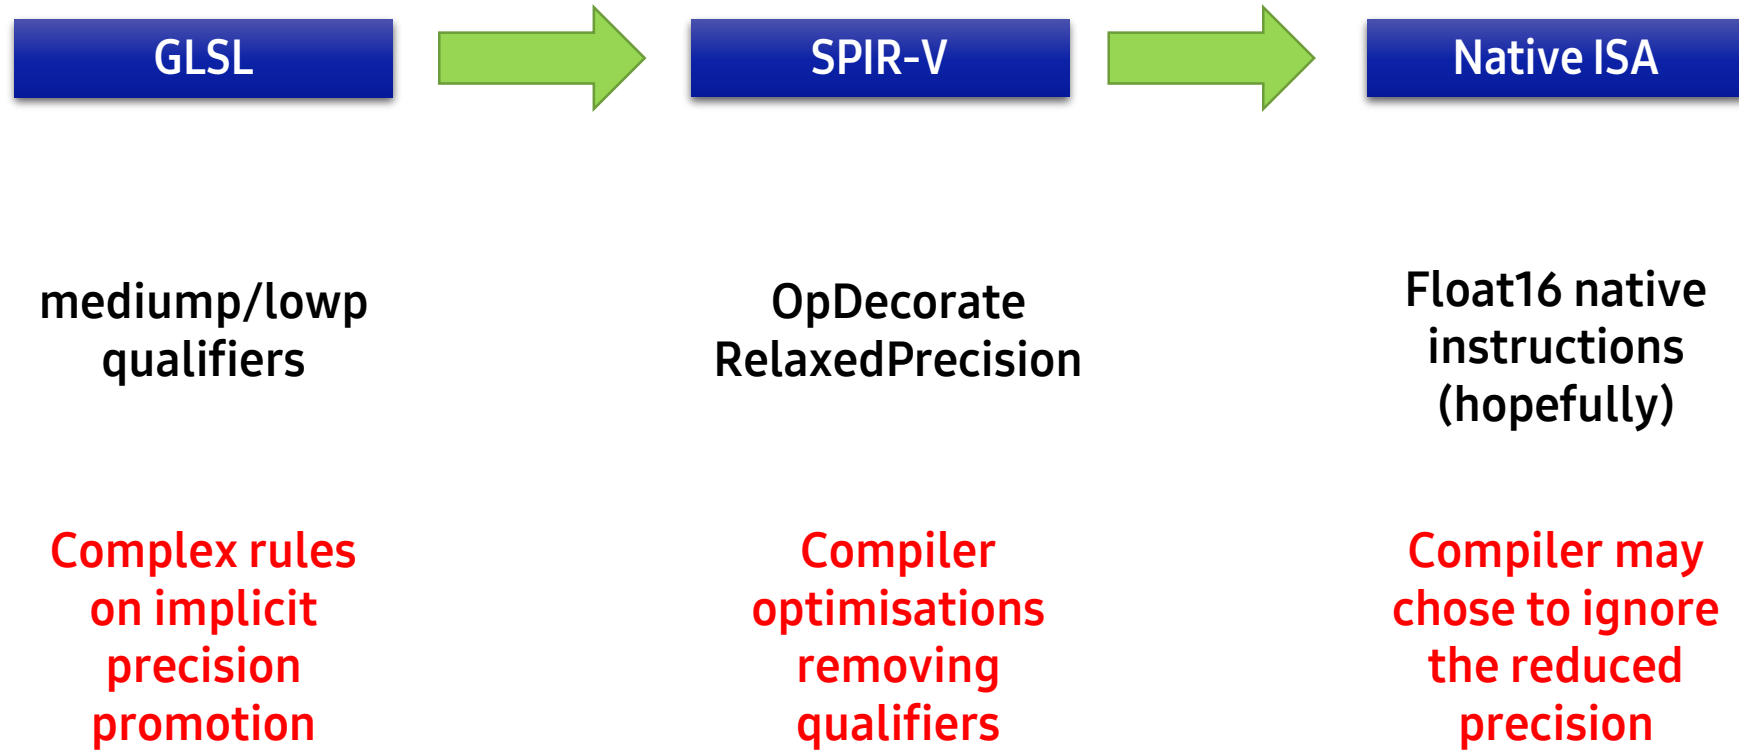 GLSL
SPIR-V
Native ISA
mediump/lowp
qualifiers
OpDecorate
RelaxedPrecision
Float16 native
instructions
(hopefully)
Complex rules
on implicit
precision
promotion
Compiler
optimisations
removing
qualifiers
Compiler may
chose to ignore
the reduced
precision